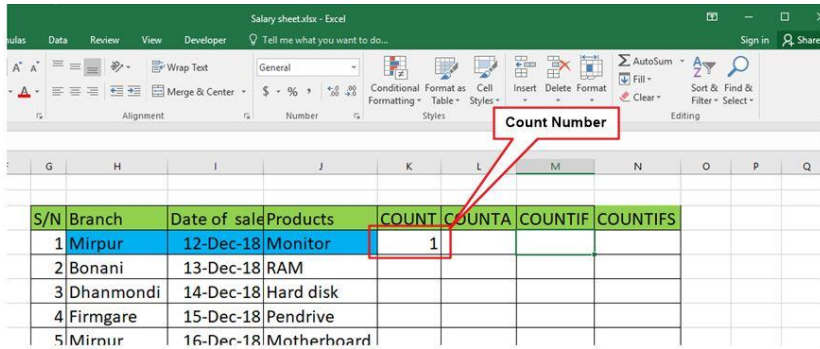 Salary sheet.xlsx - Excel
nulas Data Review View Developer Tell me what you want to do... Sign in Share
A A Wrap Text General AutoSum
A Merge & Center $ % , .0 .00 Conditional Format as Cell Insert Delete Format Fill Sort & Find &
Formatting Table Styles Clear Filter Select
Alignment Number Styles Editing
Count Number
G H I J K L M N O P Q
S/N Branch Date of sale Products COUNT COUNTA COUNTIF COUNTIFS
1 Mirpur 12-Dec-18 Monitor 1
2 Bonani 13-Dec-18 RAM
3 Dhanmondi 14-Dec-18 Hard disk
4 Firmgare 15-Dec-18 Pendrive
5 Mirpur 16-Dec-18 Motherboard